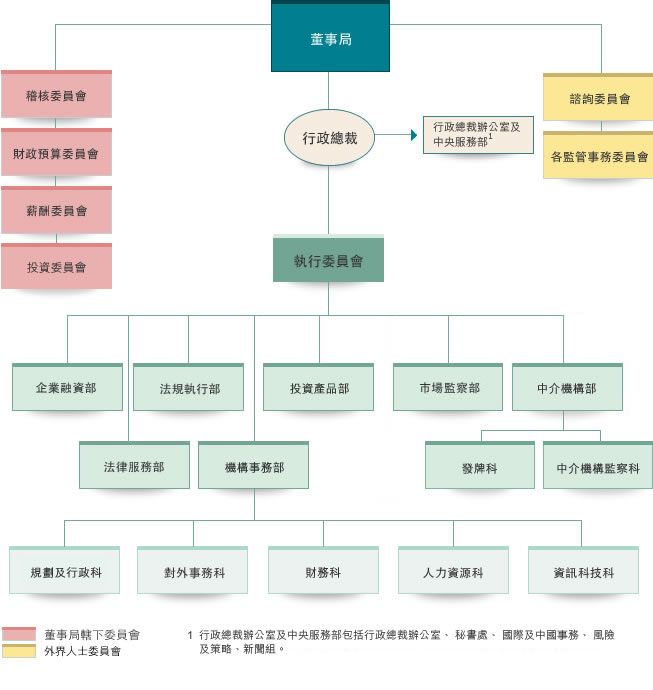 董事局
稽核委員會
財政預算委員會
薪酬委員會
投資委員會
行政總裁
行政總裁辦公室及
中央服務部1
諮詢委員會
各監管事務委員會
執行委員會
企業融資部
法規執行部
投資產品部
市場監察部
中介機構部
法律服務部
機構事務部
發牌科
中介機構監察科
規劃及行政科
對外事務科
財務科
人力資源科
資訊科技科
董事局轄下委員會
外界人士委員會
1 行政總裁辦公室及中央服務部包括行政總裁辦公室、秘書處、國際及中國事務、風險
及策略、新聞組。